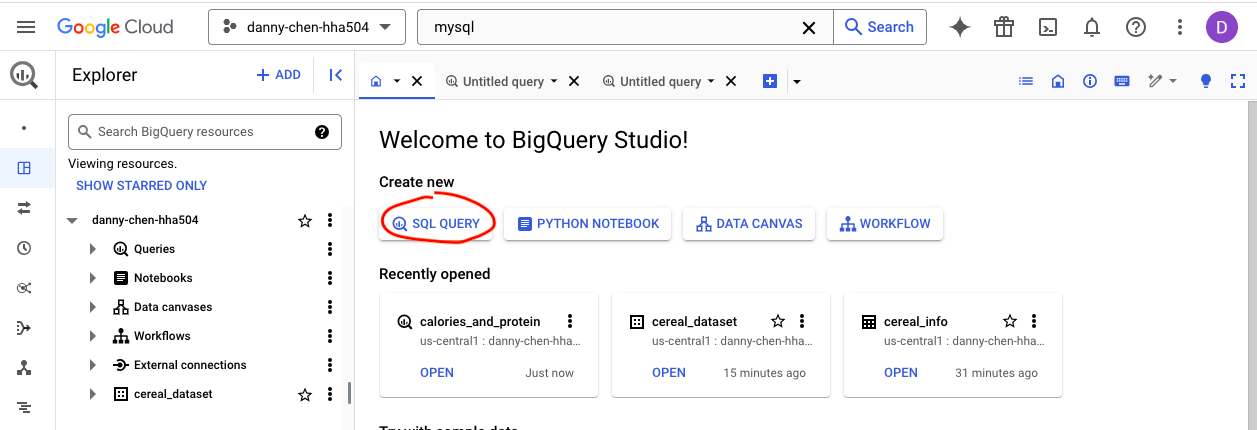 Google Cloud
danny-chen-hha504
mysql
Search
D
Explorer
+ ADD
Untitled query
Untitled query
Search BigQuery resources
Viewing resources.
SHOW STARRED ONLY
danny-chen-hha504
Queries
Notebooks
Data canvases
Workflows
External connections
cereal_dataset
Welcome to BigQuery Studio!
Create new
SQL QUERY
PYTHON NOTEBOOK
DATA CANVAS
WORKFLOW
Recently opened
calories_and_protein
us-central1 : danny-chen-hha...
OPEN
Just now
cereal_dataset
us-central1 : danny-chen-hha...
OPEN
15 minutes ago
cereal_info
us-central1 : danny-chen-hha...
OPEN
31 minutes ago
Try with sample data